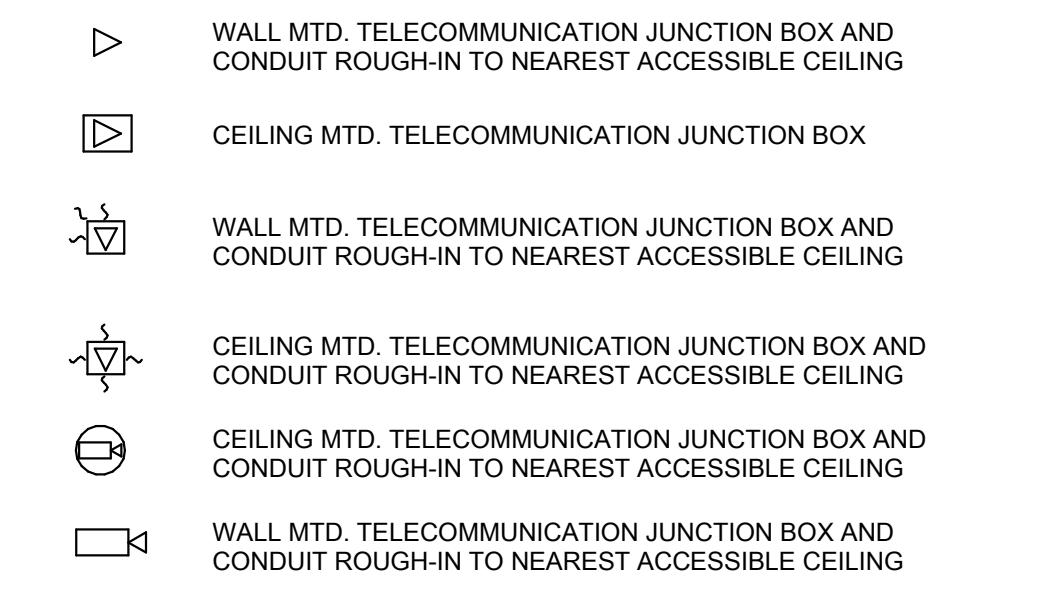 WALL MTD. TELECOMMUNICATION JUNCTION BOX AND
CONDUIT ROUGH-IN TO NEAREST ACCESSIBLE CEILING
CEILING MTD. TELECOMMUNICATION JUNCTION BOX
WALL MTD. TELECOMMUNICATION JUNCTION BOX AND
CONDUIT ROUGH-IN TO NEAREST ACCESSIBLE CEILING
CEILING MTD. TELECOMMUNICATION JUNCTION BOX AND
CONDUIT ROUGH-IN TO NEAREST ACCESSIBLE CEILING
CEILING MTD. TELECOMMUNICATION JUNCTION BOX AND
CONDUIT ROUGH-IN TO NEAREST ACCESSIBLE CEILING
WALL MTD. TELECOMMUNICATION JUNCTION BOX AND
CONDUIT ROUGH-IN TO NEAREST ACCESSIBLE CEILING